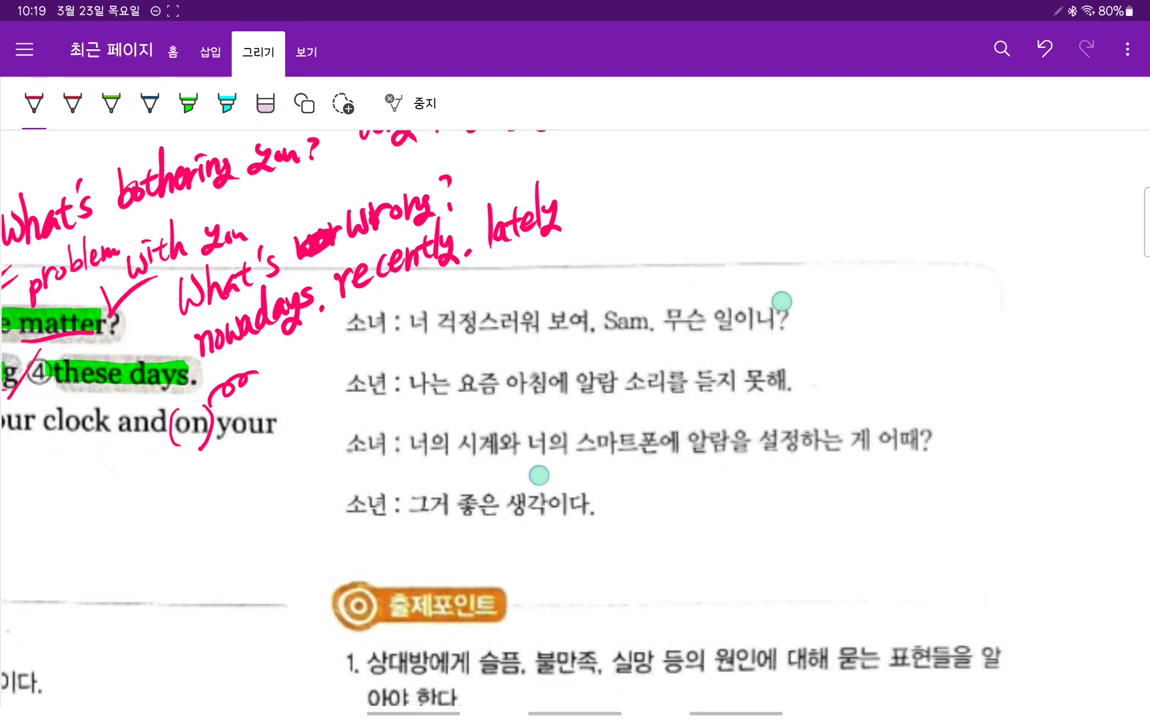 10:19 3월 23일 목요일
80%
최근 페이지 홈 삽입 그리기 보기
중지
What's bothering you?
= problem with you
What's wrong?
nowadays. recently. lately
e matter?
g ④these days.
our clock and (on) your
소녀 : 너 걱정스러워 보여, Sam. 무슨 일이니?
소년 : 나는 요즘 아침에 알람 소리를 듣지 못해.
소녀 : 너의 시계와 너의 스마트폰에 알람을 설정하는 게 어때?
소년 : 그거 좋은 생각이다.
출제포인트
1. 상대방에게 슬픔, 불만족, 실망 등의 원인에 대해 묻는 표현들을 알
아야 한다
이다.